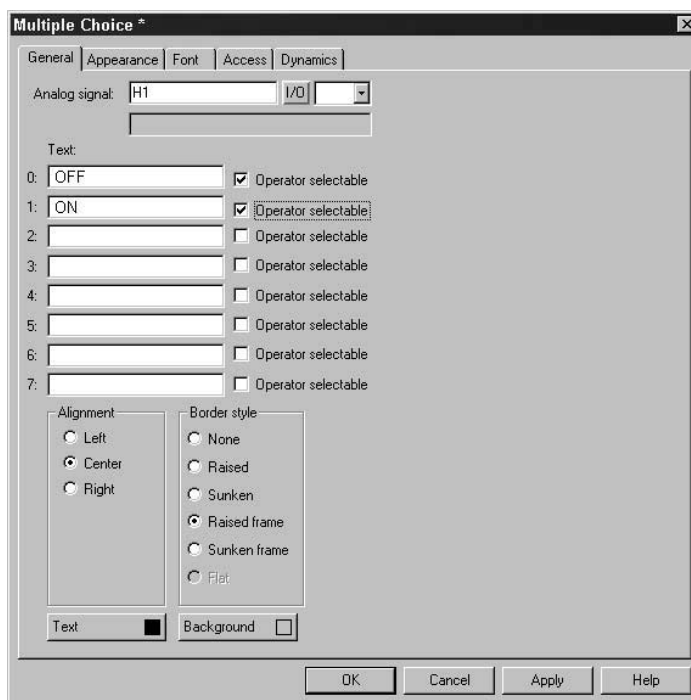 Multiple Choice *
General Appearance Font Access Dynamics
Analog signal: H1 I/O
Text:
0: OFF Operator selectable
1: ON Operator selectable
2: Operator selectable
3: Operator selectable
4: Operator selectable
5: Operator selectable
6: Operator selectable
7: Operator selectable
Alignment
Left
Center
Right
Border style
None
Raised
Sunken
Raised frame
Sunken frame
Flat
Text Background
OK Cancel Apply Help